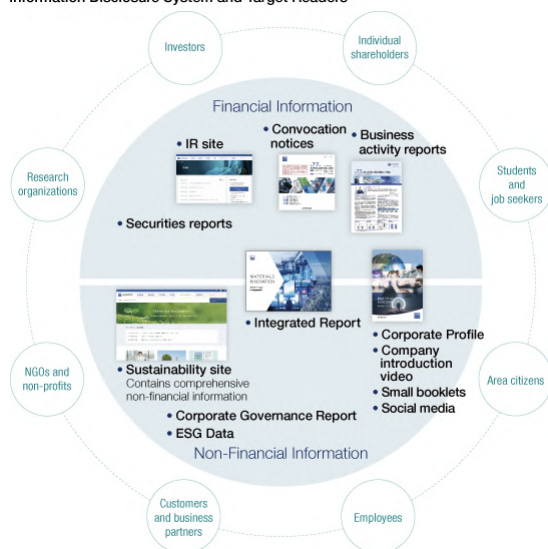 Information Disclosure System and Target Readers
Investors
Individual
shareholders
Financial Information
• IR site
• Convocation
notices
• Business
activity reports
Research
organizations
Students
and
job seekers
• Securities reports
MATERIALS
INNOVATION
• Integrated Report
• Corporate Profile
• Company
introduction
video
• Small booklets
• Social media
• Sustainability site
Contains comprehensive
non-financial information
NGOs and
non-profits
Area citizens
• Corporate Governance Report
• ESG Data
Non-Financial Information
Customers
and business
partners
Employees